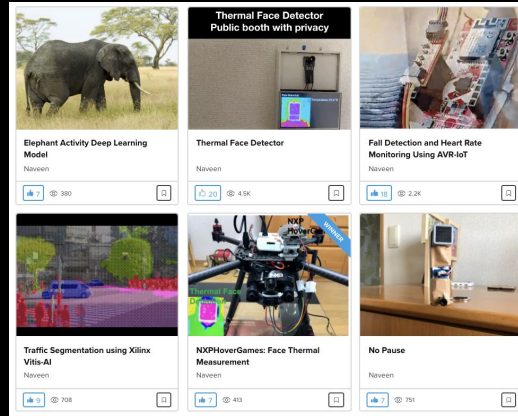 Elephant Activity Deep Learning
Model
Naveen
7 380
Thermal Face Detector
Public booth with privacy
Thermal Face Detector
Naveen
20 4.5K
Fall Detection and Heart Rate
Monitoring Using AVR-IoT
Naveen
18 2.2K
Traffic Segmentation using Xilinx
Vitis-AI
Naveen
9 708
NXP
HoverGames
WINNER
Thermal Face
NXPHoverGames: Face Thermal
Measurement
Naveen
7 413
No Pause
Naveen
7 751